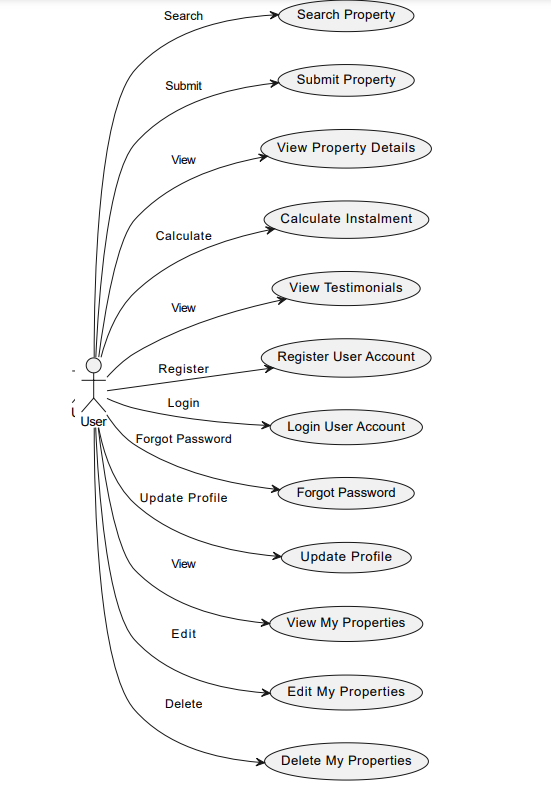 Search
Search Property
Submit
Submit Property
View
View Property Details
Calculate
Calculate Instalment
View
View Testimonials
Register
Register User Account
Login
Login User Account
User
Forgot Password
Forgot Password
Update Profile
Update Profile
View
View My Properties
Edit
Edit My Properties
Delete
Delete My Properties